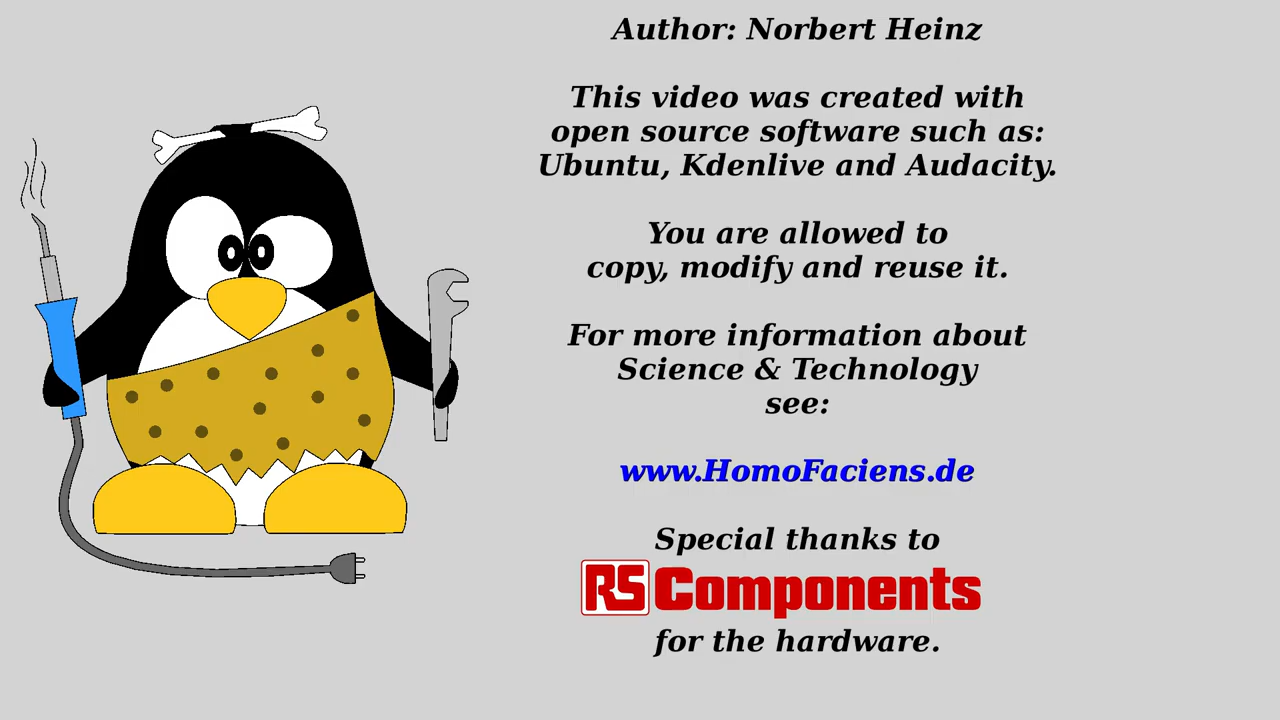 Author: Norbert Heinz
This video was created with
open source software such as:
Ubuntu, Kdenlive and Audacity.
You are allowed to
copy, modify and reuse it.
For more information about
Science & Technology
see:
www.HomoFaciens.de
Special thanks to
RS Components
for the hardware.